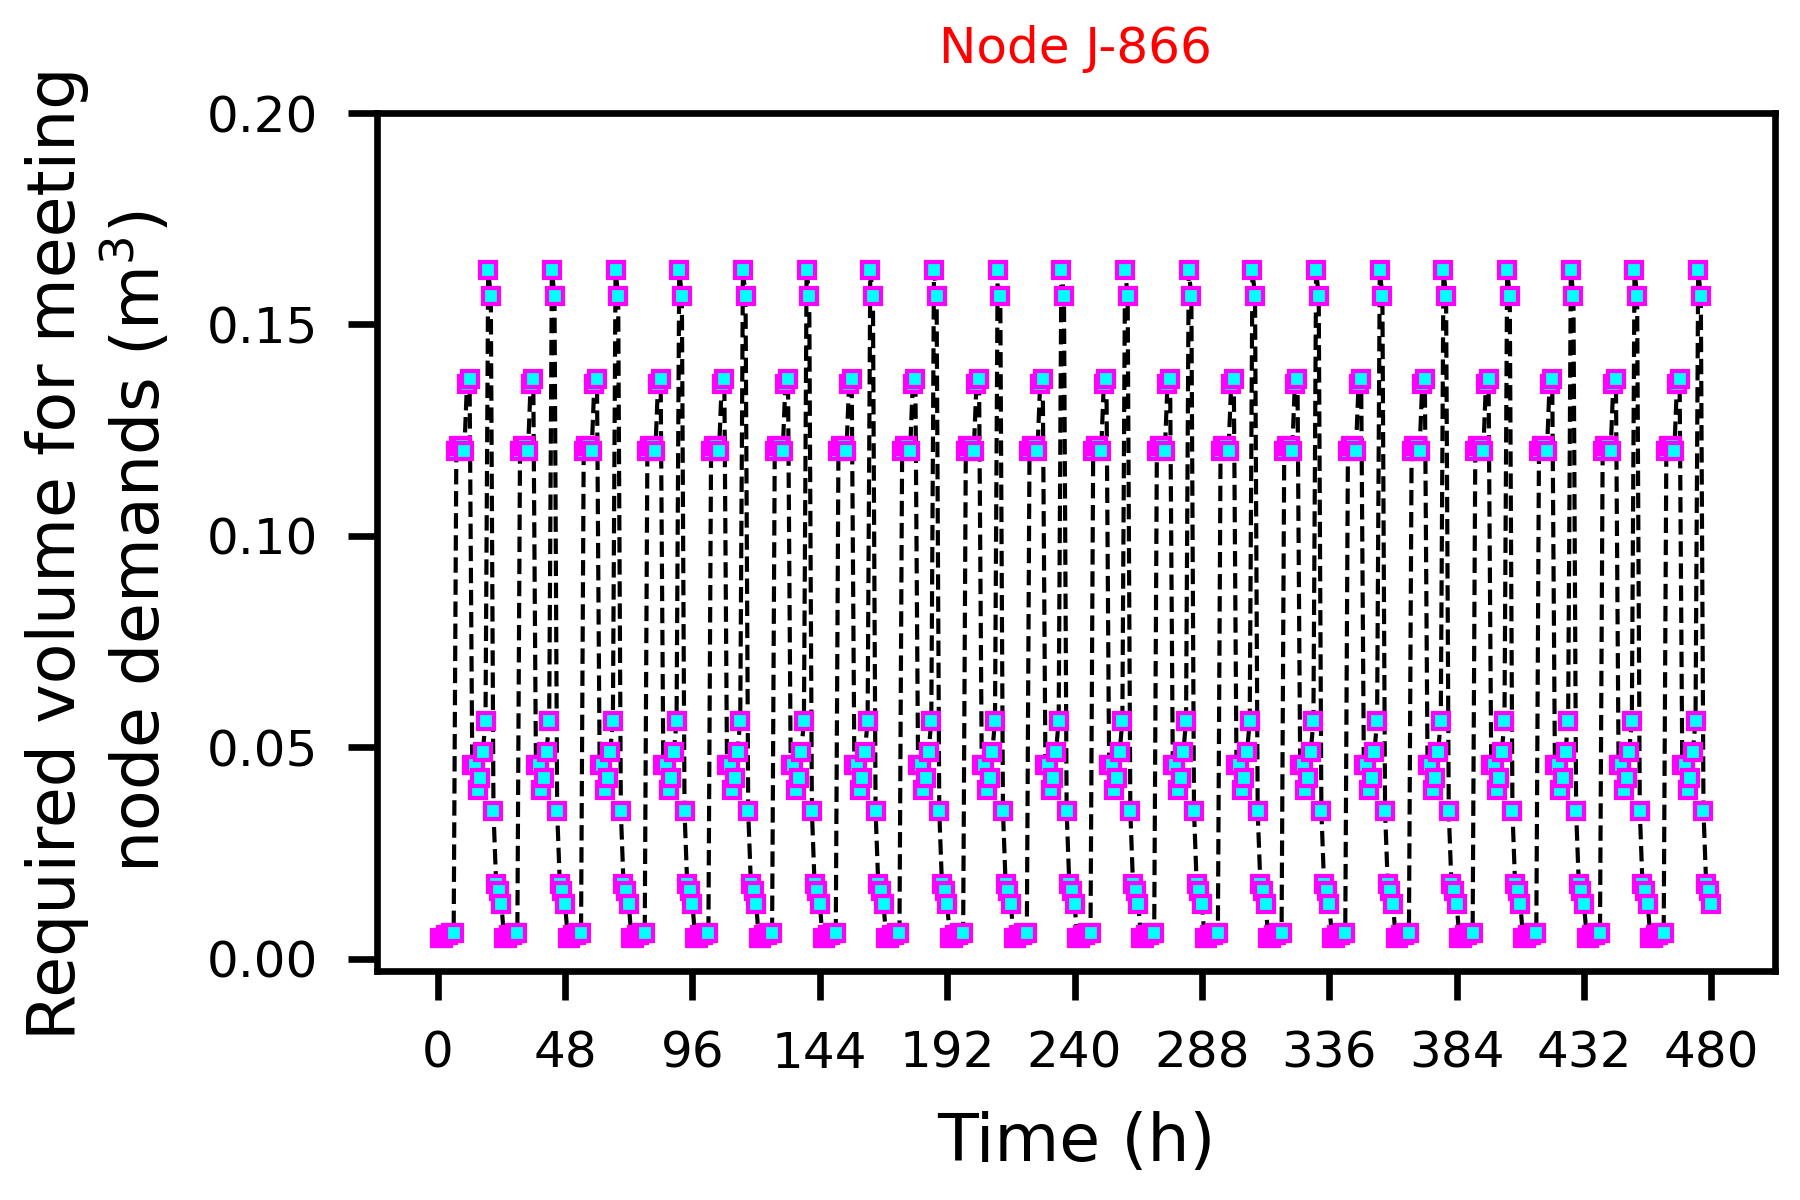 Node J-866
Required volume for meeting
node demands (m³)
0.20
0.15
0.10
0.05
0.00
0 48 96 144 192 240 288 336 384 432 480
Time (h)